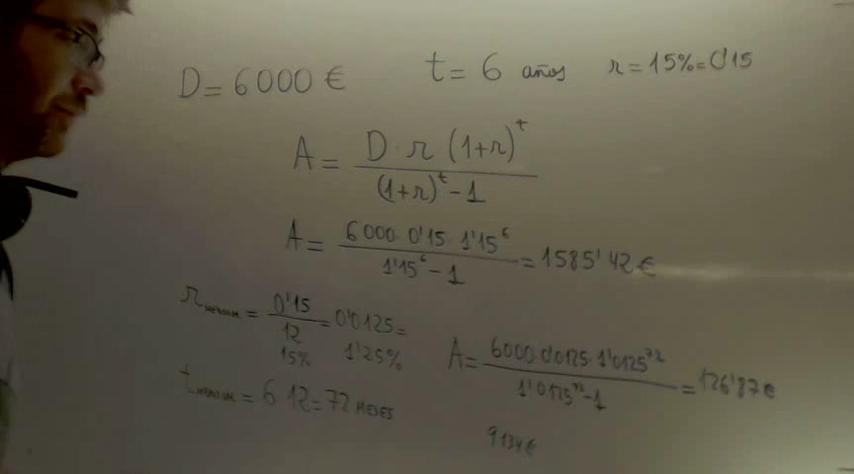 D = 6000 € t = 6 años r = 15% = 0'15
A = D · r (1+r)^t / (1+r)^t - 1
A = 6000 · 0'15 · 1'15^6 / 1'15^6 - 1 = 1585'42 €
r = 0'15 / 12 = 0'0125 =
15% 1'25%
A = 6000 · 0'0125 · 1'0125^72 / 1'0125^72 - 1 = 126'87 €
t = 6 · 12 = 72 MESES
9134 €